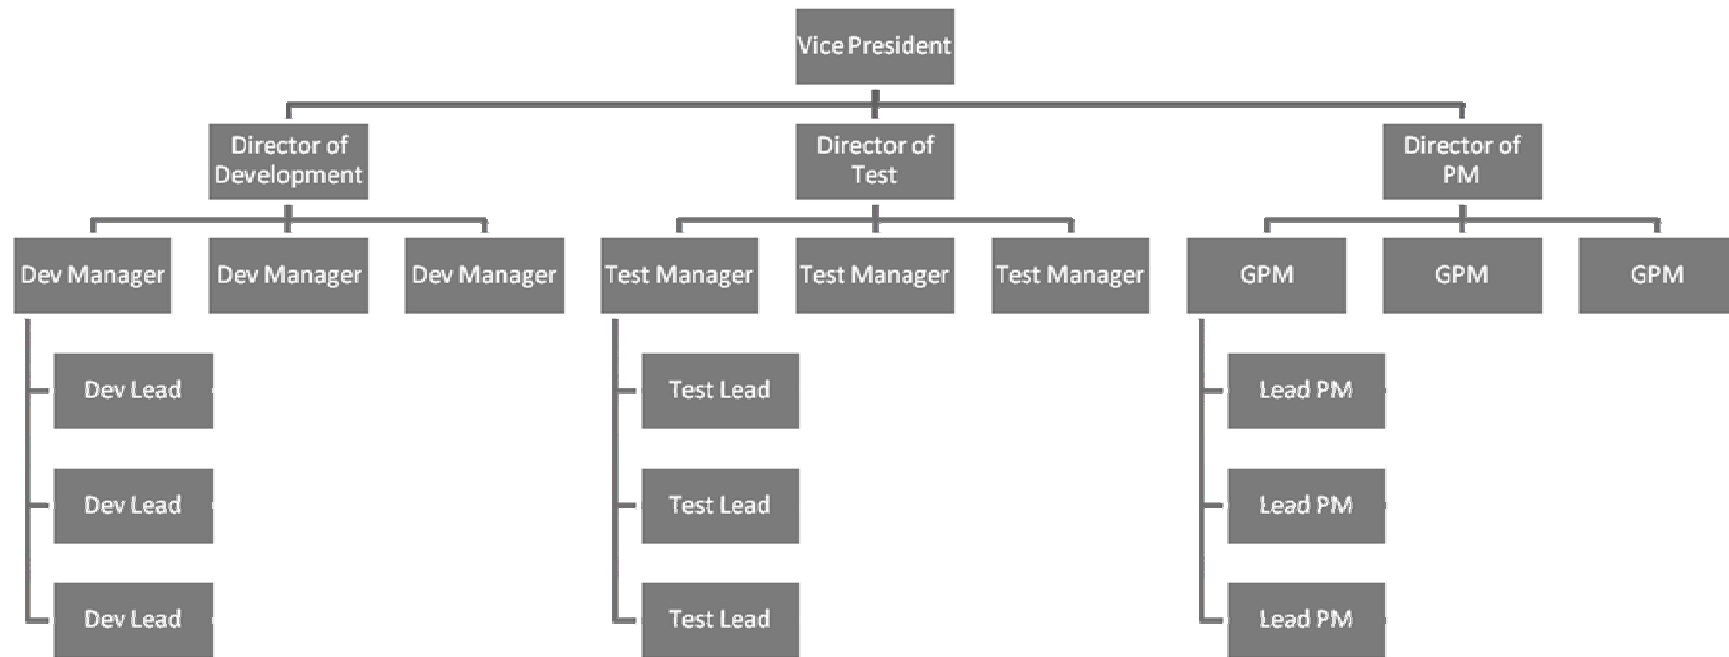 Vice President
Director of
Development
Director of
Test
Director of
PM
Dev Manager
Dev Manager
Dev Manager
Test Manager
Test Manager
Test Manager
GPM
GPM
GPM
Dev Lead
Test Lead
Lead PM
Dev Lead
Test Lead
Lead PM
Dev Lead
Test Lead
Lead PM